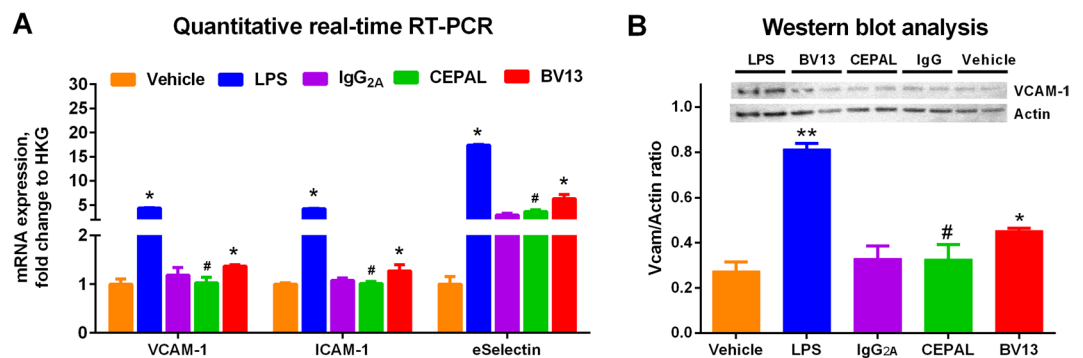 A
Quantitative real-time RT-PCR
Vehicle LPS IgG2A CEPAL BV13
mRNA expression,
fold change to HKG
30
25
20
15
10
5
2
1
0
* # *
* # *
* # *
VCAM-1 ICAM-1 eSelectin
B
Western blot analysis
LPS BV13 CEPAL IgG Vehicle
VCAM-1
Actin
Vcam/Actin ratio
1.0
0.8
0.6
0.4
0.2
0.0
** # *
Vehicle LPS IgG2A CEPAL BV13